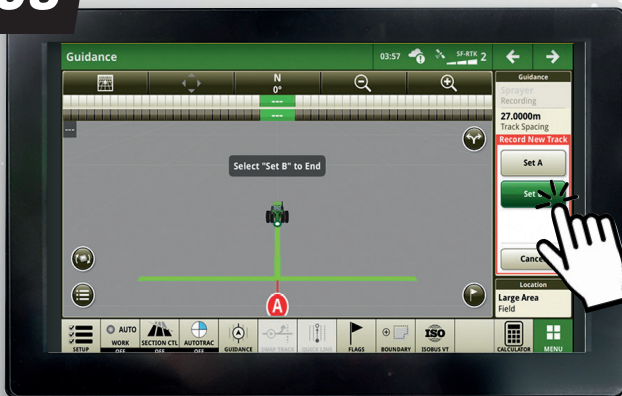 Guidance
03:57
SF-RTK 2
N
0°
---
---
---
Select "Set B" to End
A
Guidance
Sprayer
Recording
27.0000m
Track Spacing
Record New Track
Set A
Set
Cance
Location
Large Area
Field
SETUP
AUTO
WORK
OFF
SECTION CTL
OFF
AUTOTRAC
OFF
GUIDANCE
SWAP TRACK
QUICK LINE
FLAGS
BOUNDARY
ISO
ISOBUS VT
CALCULATOR
MENU